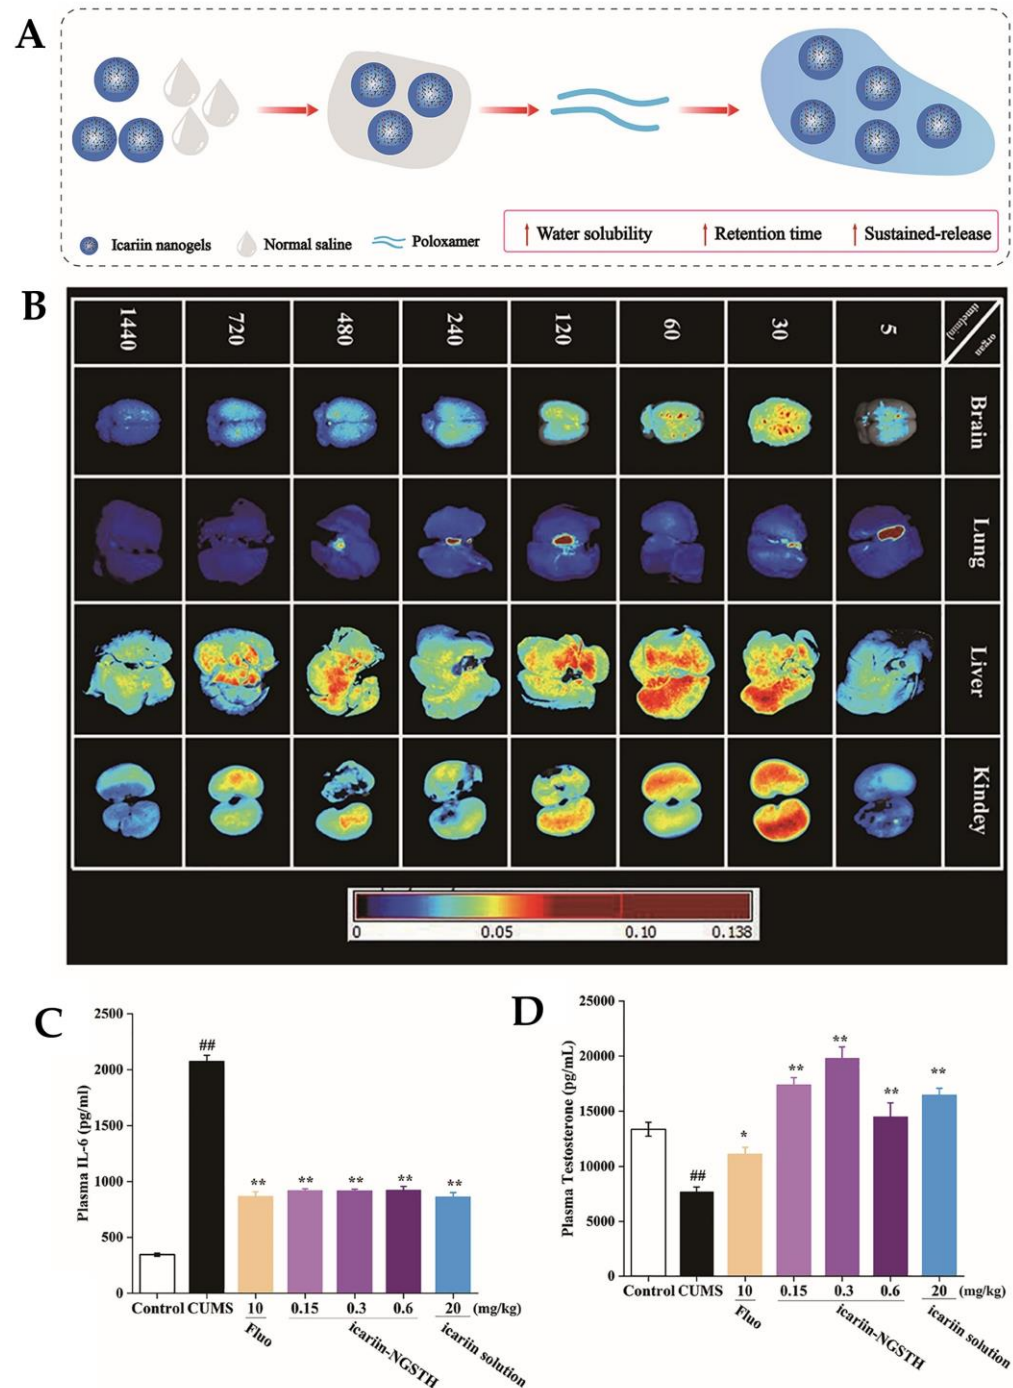 A
Icariin nanogels
Normal saline
Poloxamer
Water solubility
Retention time
Sustained-release
B
1440
720
480
240
120
60
30
5
time(min)
organ
Brain
Lung
Liver
Kindey
0
0.05
0.10
0.138
C
Plasma IL-6 (pg/ml)
2500
2000
1500
1000
500
0
##
**
**
**
**
**
Control
CUMS
10
0.15
0.3
0.6
20
(mg/kg)
Fluo
icariin-NGSTH
icariin solution
D
Plasma Testosterone (pg/mL)
25000
20000
15000
10000
5000
0
##
*
**
**
**
**
Control
CUMS
10
0.15
0.3
0.6
20
(mg/kg)
Fluo
icariin-NGSTH
icariin solution